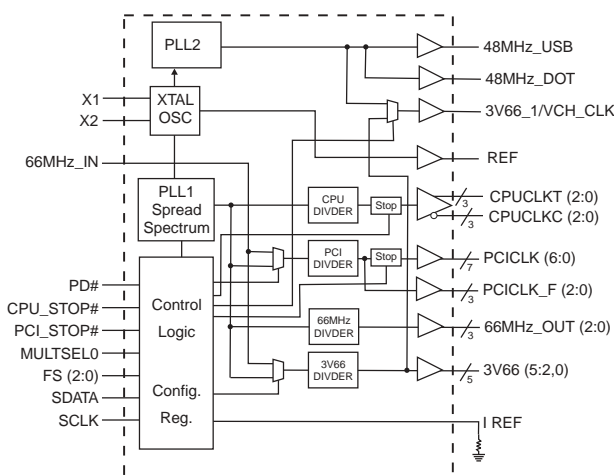 PLL2
48MHz_USB
48MHz_DOT
X1
X2
XTAL
OSC
3V66_1/VCH_CLK
66MHz_IN
REF
PLL1
Spread
Spectrum
CPU
DIVDER
Stop
3
CPUCLKT (2:0)
3
CPUCLKC (2:0)
PCI
DIVDER
Stop
7
PCICLK (6:0)
PD#
CPU_STOP#
PCI_STOP#
MULTSEL0
FS (2:0)
SDATA
SCLK
Control
Logic
Config.
Reg.
3
PCICLK_F (2:0)
66MHz
DIVDER
3
66MHz_OUT (2:0)
3V66
DIVDER
5
3V66 (5:2,0)
I REF